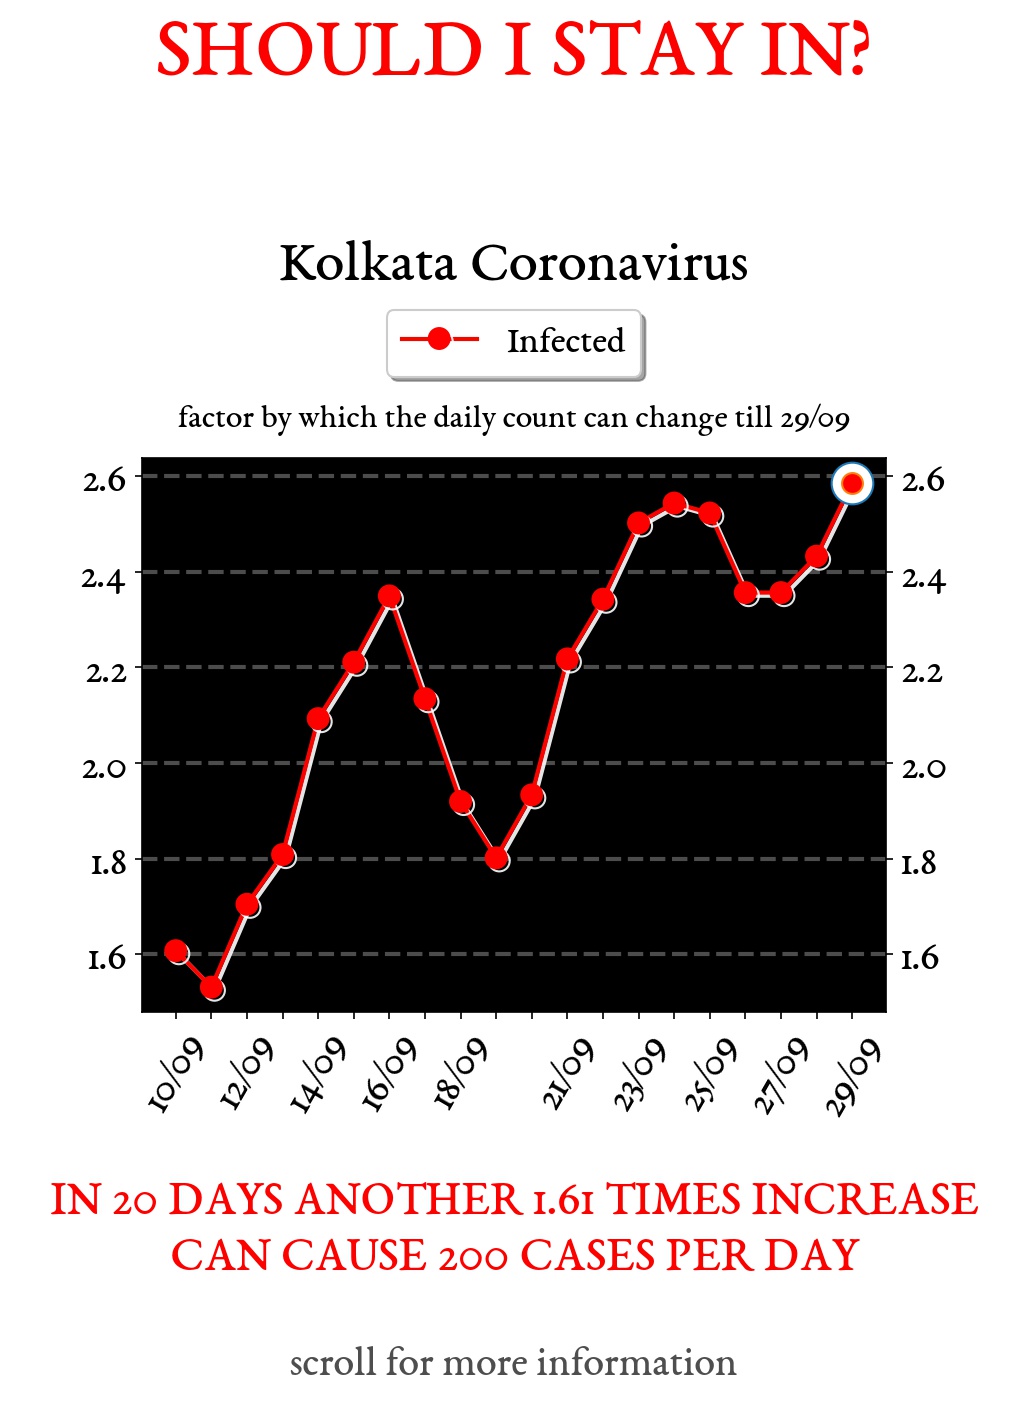 SHOULD I STAY IN?
Kolkata Coronavirus
Infected
factor by which the daily count can change till 29/09
2.6 2.6
2.4 2.4
2.2 2.2
2.0 2.0
1.8 1.8
1.6 1.6
10/09 12/09 14/09 16/09 18/09 21/09 23/09 25/09 27/09 29/09
IN 20 DAYS ANOTHER 1.61 TIMES INCREASE
CAN CAUSE 200 CASES PER DAY
scroll for more information